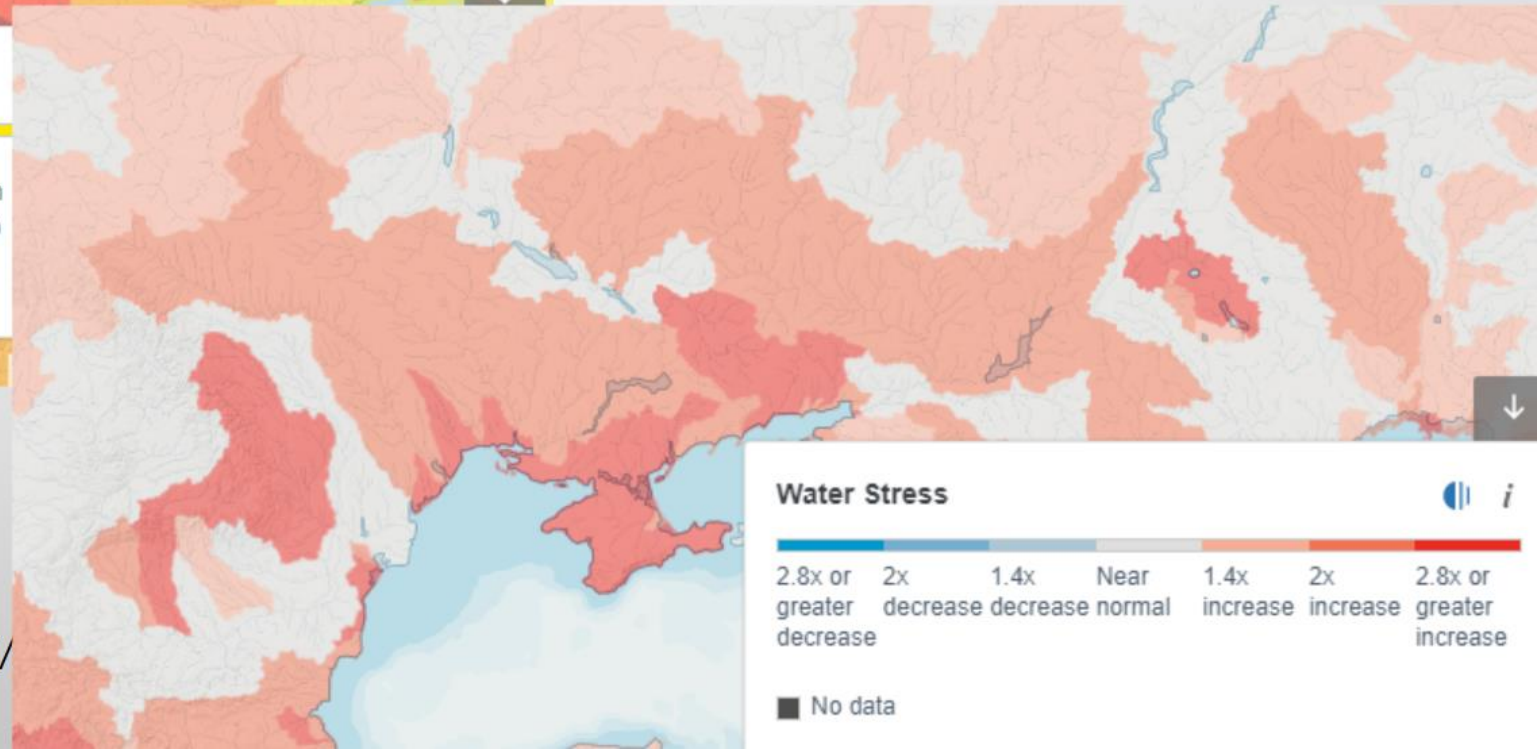 Water Stress
i
2.8x or greater decrease
2x decrease
1.4x decrease
Near normal
1.4x increase
2x increase
2.8x or greater increase
No data